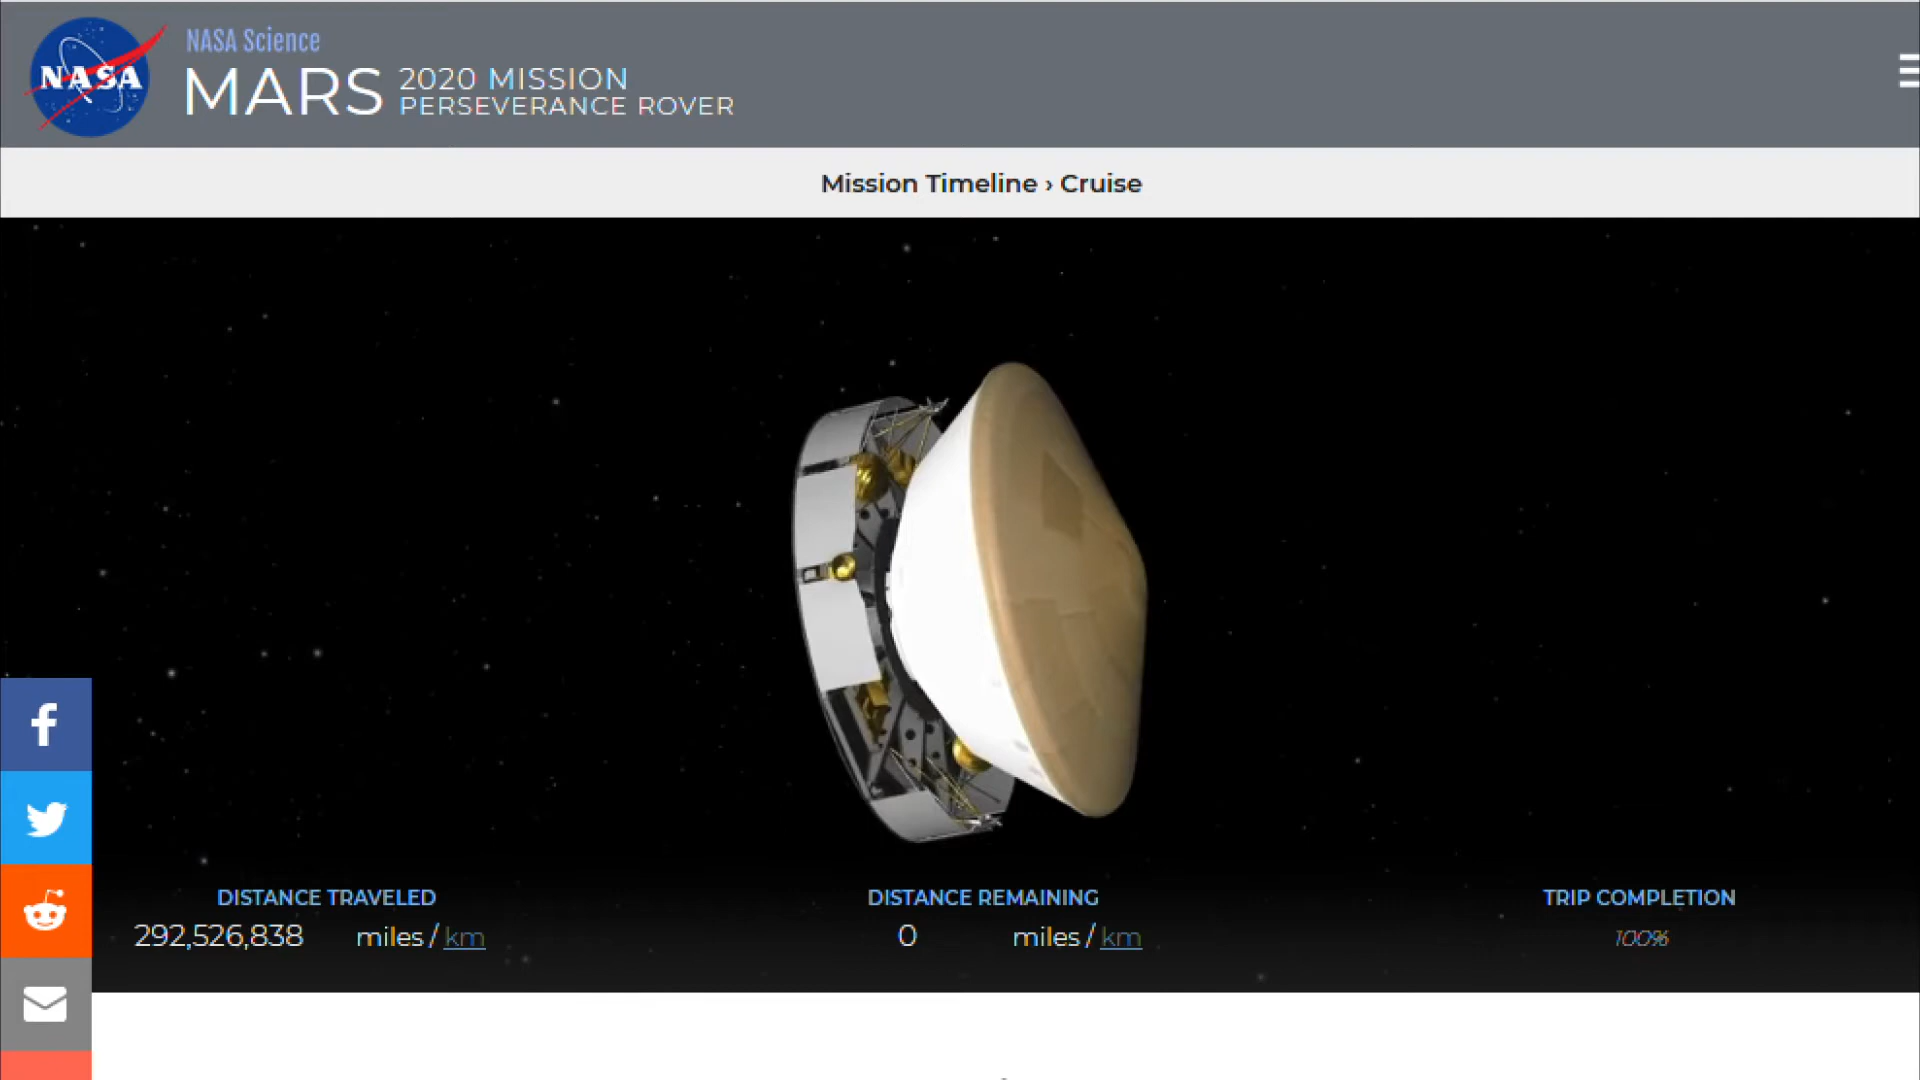 NASA
NASA Science
MARS 2020 MISSION
PERSEVERANCE ROVER
Mission Timeline › Cruise
DISTANCE TRAVELED
292,526,838 miles / km
DISTANCE REMAINING
0 miles / km
TRIP COMPLETION
100%